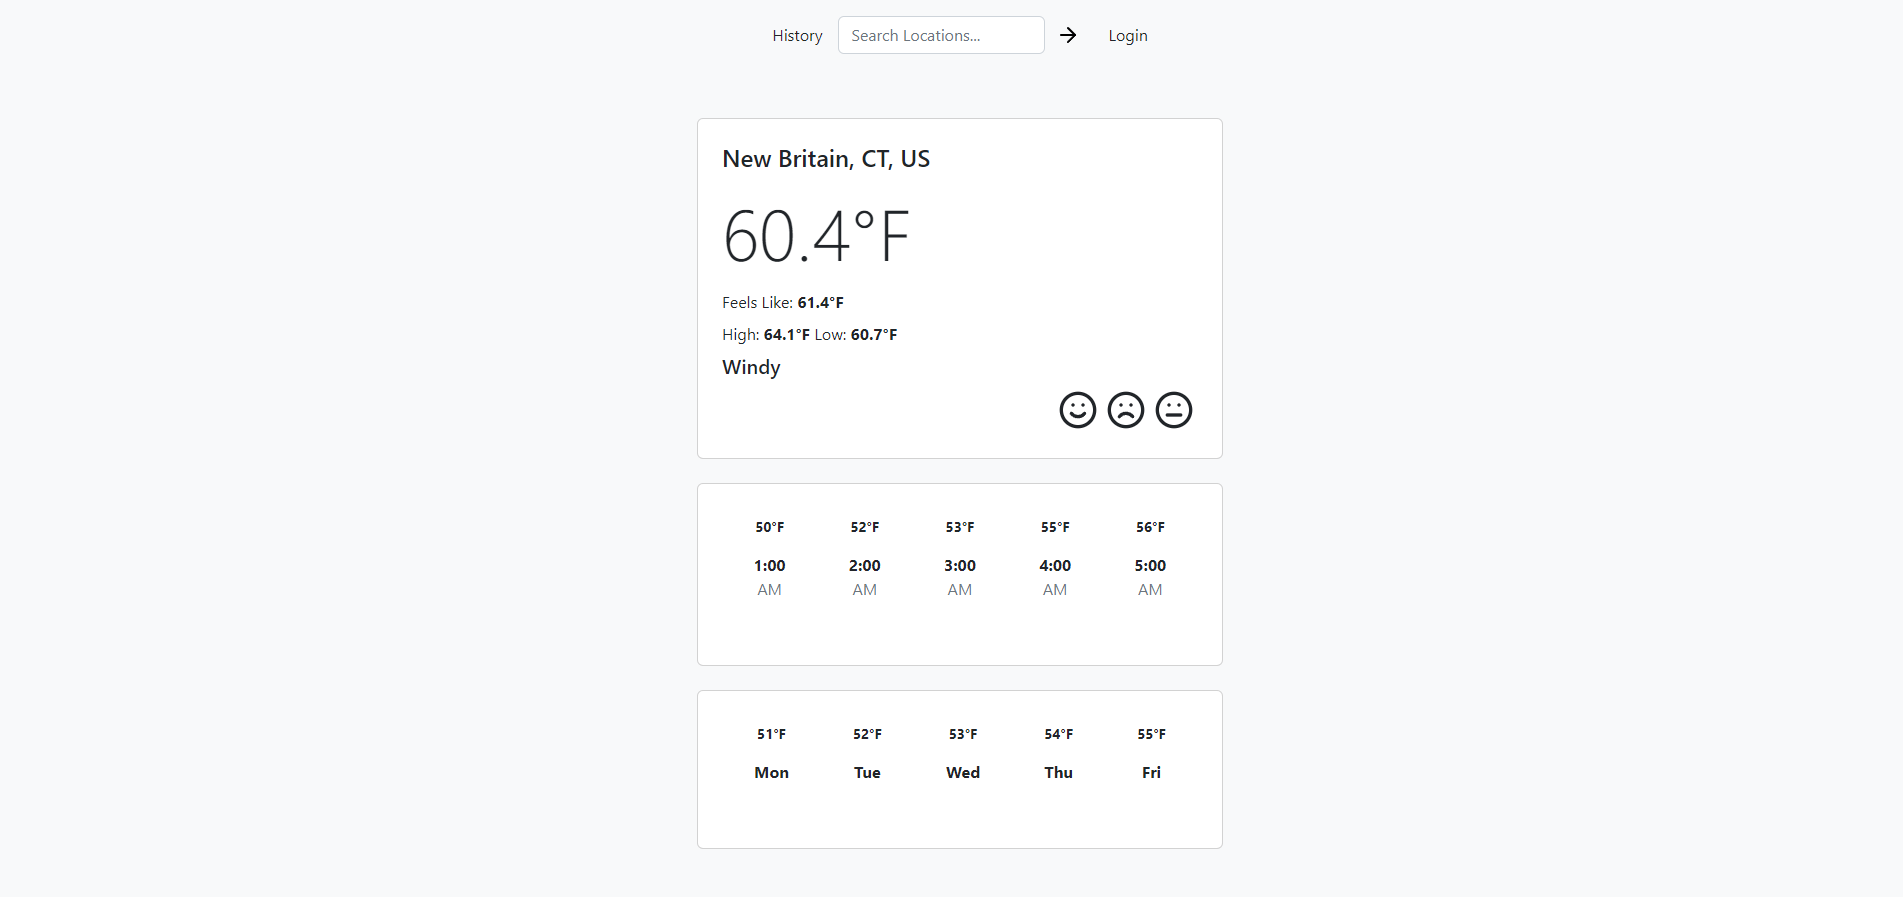 History Search Locations... Login
New Britain, CT, US
60.4°F
Feels Like: 61.4°F
High: 64.1°F Low: 60.7°F
Windy
50°F 52°F 53°F 55°F 56°F
1:00 2:00 3:00 4:00 5:00
AM AM AM AM AM
51°F 52°F 53°F 54°F 55°F
Mon Tue Wed Thu Fri